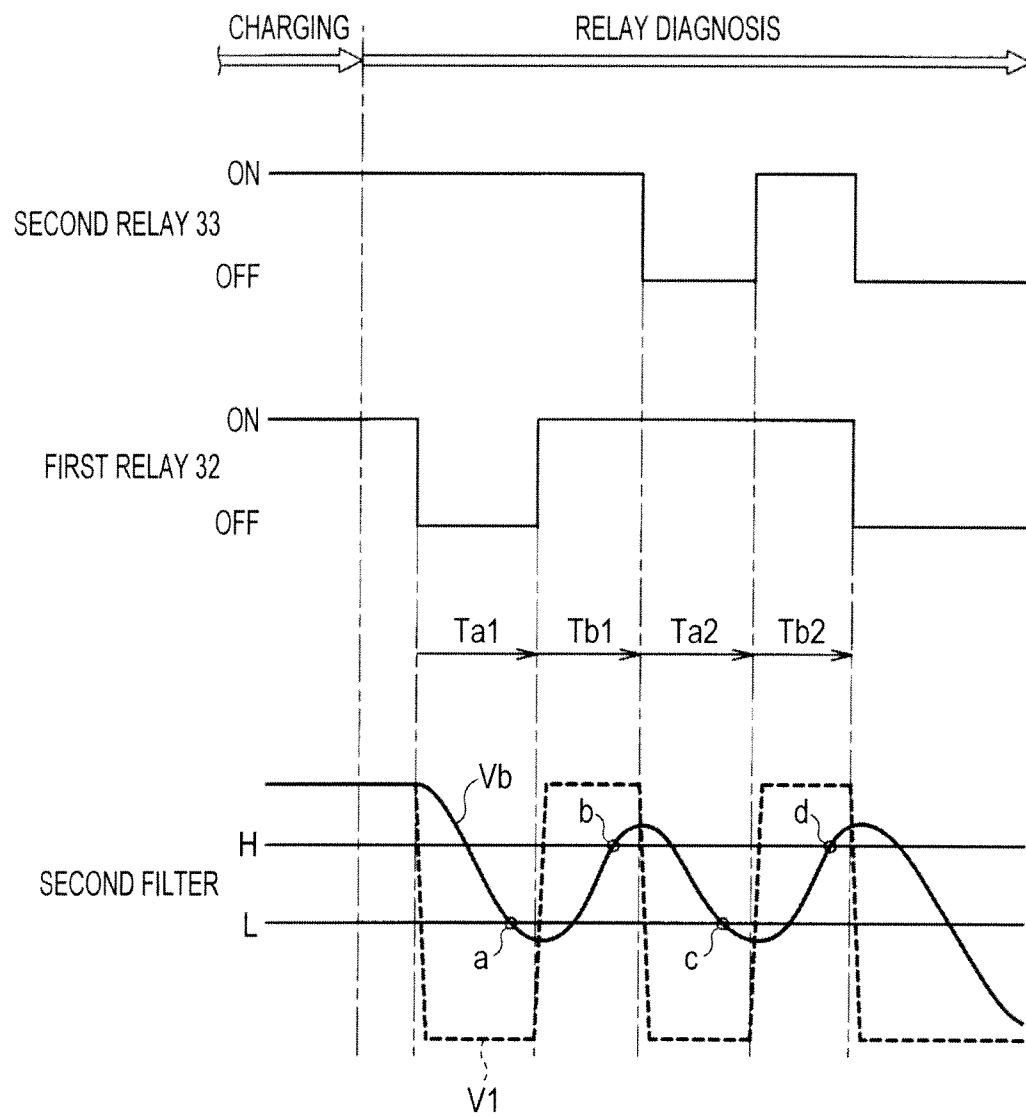 CHARGING RELAY DIAGNOSIS
ON
SECOND RELAY 33
OFF
ON
FIRST RELAY 32
OFF
Ta1 Tb1 Ta2 Tb2
Vb
b d
H
SECOND FILTER
L
a c
V1